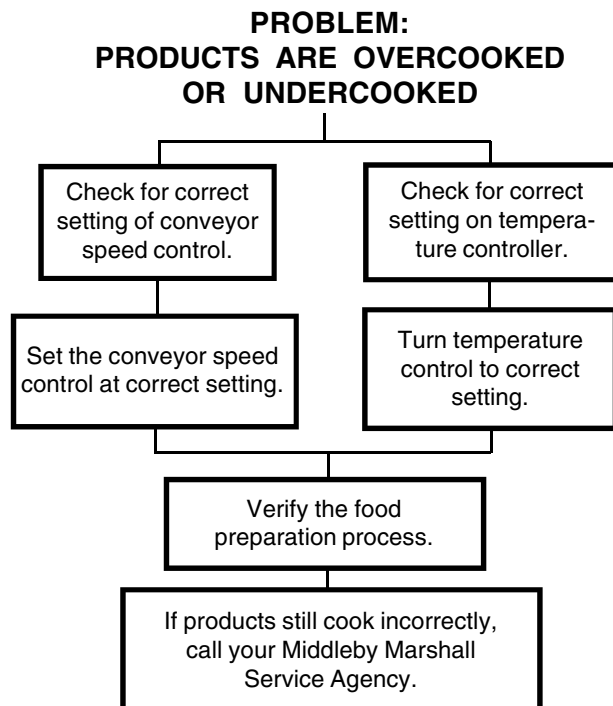 PROBLEM:
PRODUCTS ARE OVERCOOKED
OR UNDERCOOKED
Check for correct
setting of conveyor
speed control.
Check for correct
setting on tempera-
ture controller.
Set the conveyor speed
control at correct setting.
Turn temperature
control to correct
setting.
Verify the food
preparation process.
If products still cook incorrectly,
call your Middleby Marshall
Service Agency.